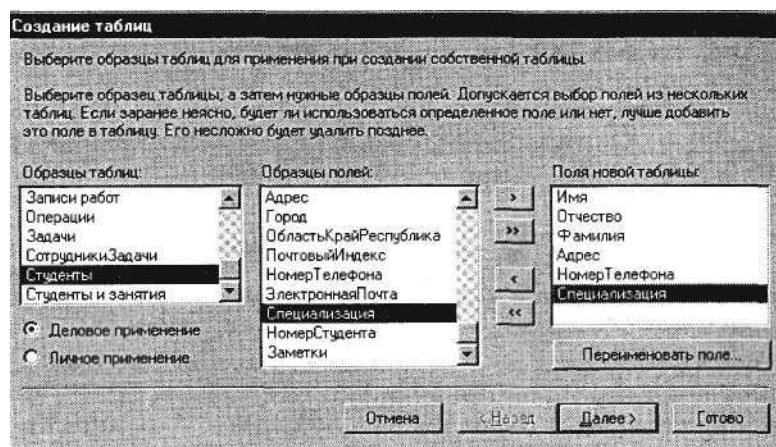 Создание таблиц
Выберите образцы таблиц для применения при создании собственной таблицы.
Выберите образец таблицы, а затем нужные образцы полей. Допускается выбор полей из нескольких
таблиц. Если заранее неясно, будет ли использоваться определенное поле или нет, лучше добавить
это поле в таблицу. Его несложно будет удалить позднее.
Образцы таблиц:
Записи работ
Операции
Задачи
СотрудникиЗадачи
Студенты
Студенты и занятия
Деловое применение
Личное применение
Образцы полей:
Адрес
Город
ОбластьКрайРеспублика
ПочтовыйИндекс
НомерТелефона
ЭлектроннаяПочта
Специализация
НомерСтудента
Заметки
>
>>
<
<<
Поля новой таблицы:
Имя
Отчество
Фамилия
Адрес
НомерТелефона
Специализация
Переименовать поле...
Отмена
< Назад
Далее >
Готово